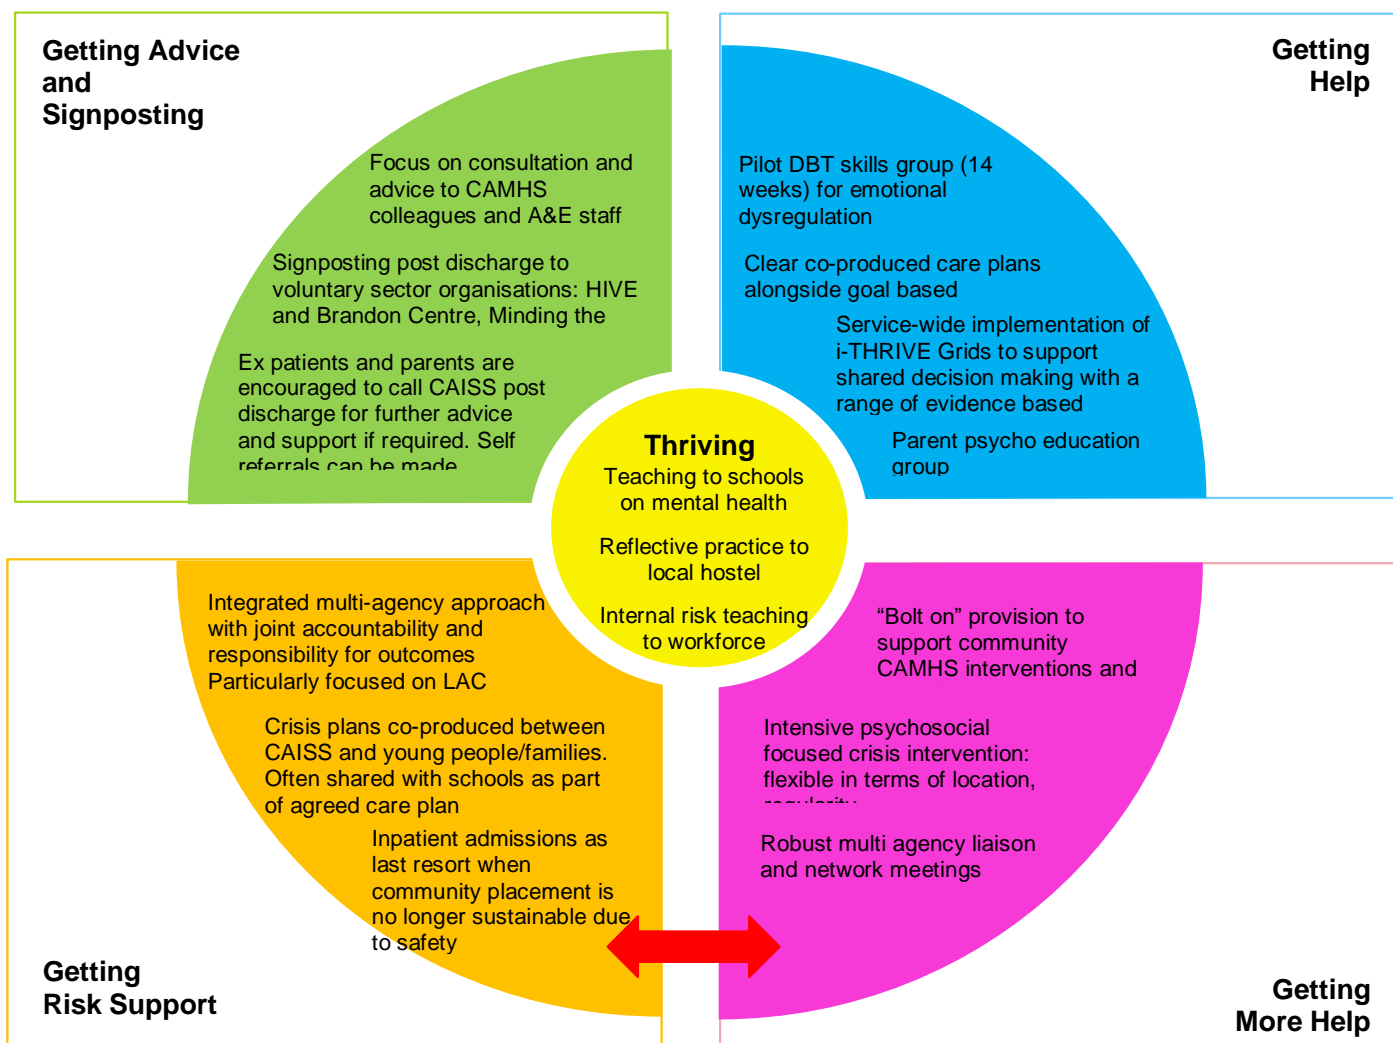 Getting Advice
and
Signposting
Focus on consultation and
advice to CAMHS
colleagues and A&E staff
Signposting post discharge to
voluntary sector organisations: HIVE
and Brandon Centre, Minding the
Ex patients and parents are
encouraged to call CAISS post
discharge for further advice
and support if required. Self
referrals can be made
Getting
Help
Pilot DBT skills group (14
weeks) for emotional
dysregulation
Clear co-produced care plans
alongside goal based
Service-wide implementation of
i-THRIVE Grids to support
shared decision making with a
range of evidence based
Parent psycho education
group
Thriving
Teaching to schools
on mental health
Reflective practice to
local hostel
Internal risk teaching
to workforce
Integrated multi-agency approach
with joint accountability and
responsibility for outcomes
Particularly focused on LAC
Crisis plans co-produced between
CAISS and young people/families.
Often shared with schools as part
of agreed care plan
Inpatient admissions as
last resort when
community placement is
no longer sustainable due
to safety
Getting
Risk Support
“Bolt on” provision to
support community
CAMHS interventions and
Intensive psychosocial
focused crisis intervention:
flexible in terms of location,
regularity
Robust multi agency liaison
and network meetings
Getting
More Help